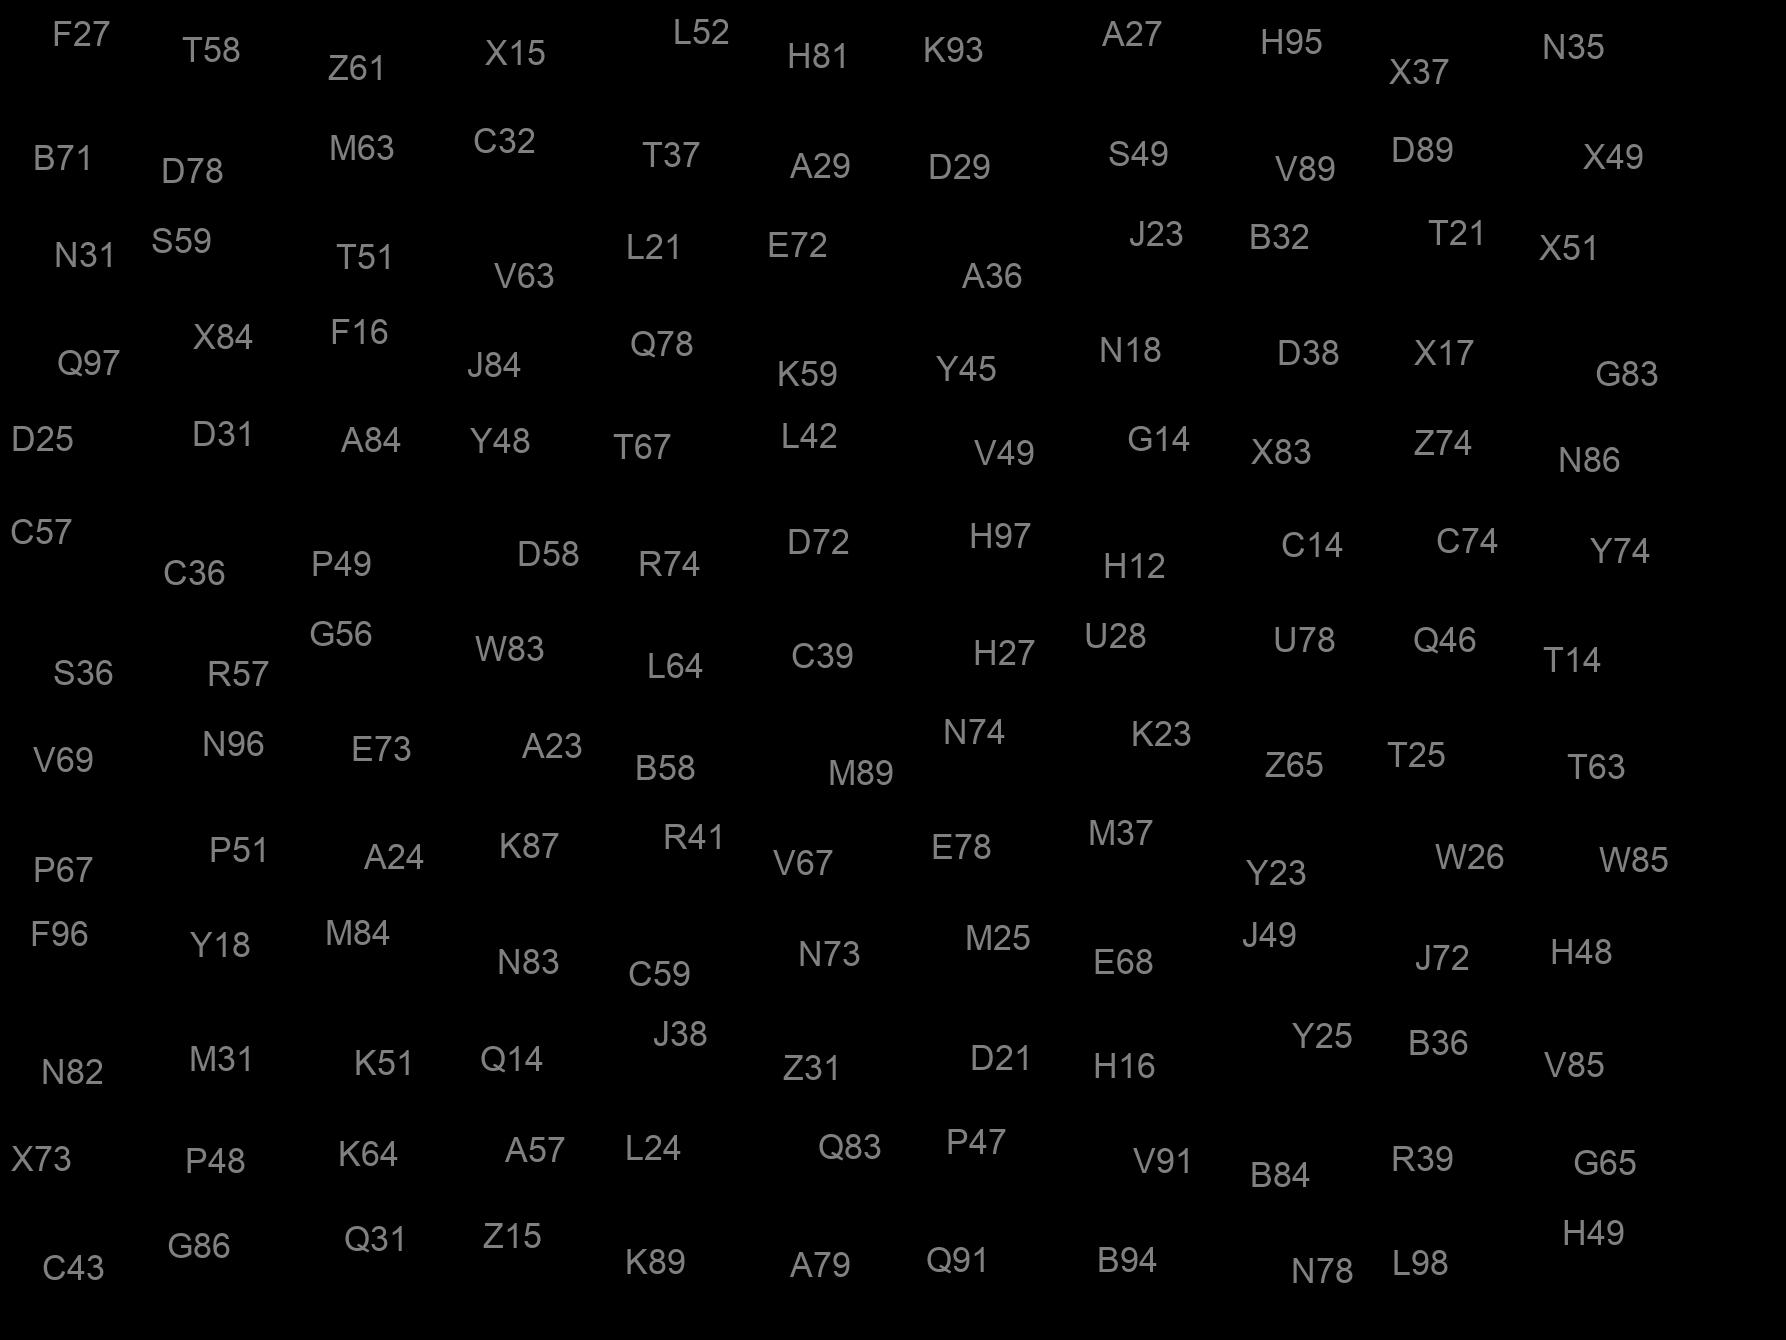 F27 T58 Z61 X15 L52 H81 K93 A27 H95 X37 N35
B71 D78 M63 C32 T37 A29 D29 S49 V89 D89 X49
N31 S59 T51 V63 L21 E72 A36 J23 B32 T21 X51
Q97 X84 F16 J84 Q78 K59 Y45 N18 D38 X17 G83
D25 D31 A84 Y48 T67 L42 V49 G14 X83 Z74 N86
C57 C36 P49 D58 R74 D72 H97 H12 C14 C74 Y74
S36 R57 G56 W83 L64 C39 H27 U28 U78 Q46 T14
V69 N96 E73 A23 B58 M89 N74 K23 Z65 T25 T63
P67 P51 A24 K87 R41 V67 E78 M37 Y23 W26 W85
F96 Y18 M84 N83 C59 N73 M25 E68 J49 J72 H48
N82 M31 K51 Q14 J38 Z31 D21 H16 Y25 B36 V85
X73 P48 K64 A57 L24 Q83 P47 V91 B84 R39 G65
C43 G86 Q31 Z15 K89 A79 Q91 B94 N78 L98 H49